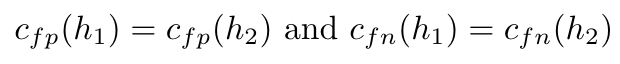 $c_{fp}(h_1) = c_{fp}(h_2)$ and $c_{fn}(h_1) = c_{fn}(h_2)$